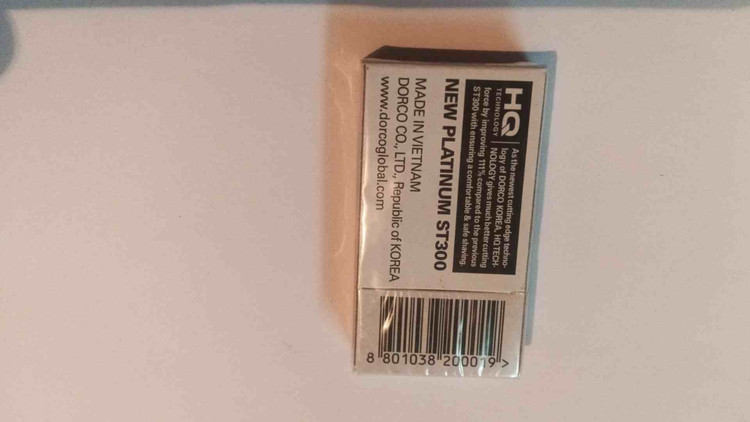 HQ
TECHNOLOGY
As the newest cutting edge techno-
logy of DORCO KOREA, HQ TECH-
NOLOGY gives much better cutting
force by improving 111% compared to the previous
ST300 with ensuring a comfortable & safe shaving.
NEW PLATINUM ST300
MADE IN VIETNAM
DORCO CO., LTD., Republic of KOREA
www.dorcoglobal.com
8 801038 200019 >